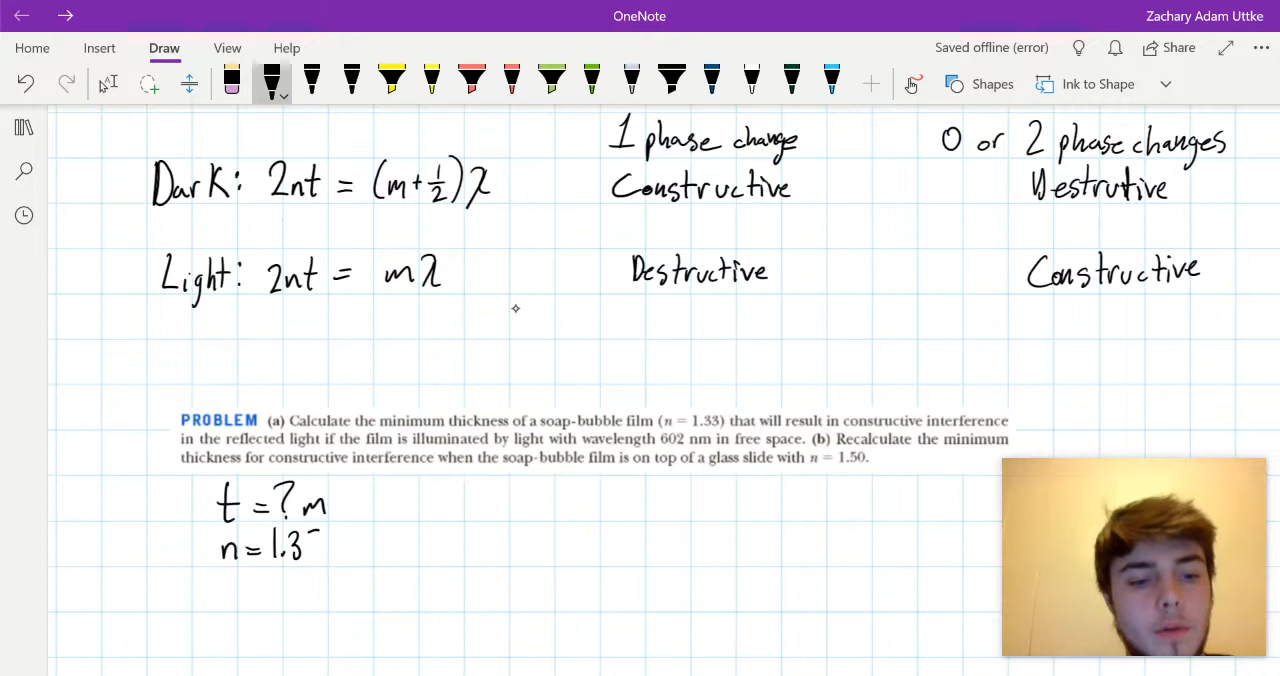 OneNote
Zachary Adam Uttke
Home Insert Draw View Help
Saved offline (error)
Share
Shapes
Ink to Shape
1 phase change
0 or 2 phase changes
Dark: 2nt = (m+½)λ
Constructive
Destrutive
Light: 2nt = mλ
Destructive
Constructive
PROBLEM (a) Calculate the minimum thickness of a soap-bubble film (n = 1.33) that will result in constructive interference
in the reflected light if the film is illuminated by light with wavelength 602 nm in free space. (b) Recalculate the minimum
thickness for constructive interference when the soap-bubble film is on top of a glass slide with n = 1.50.
t = ? m
n = 1.3